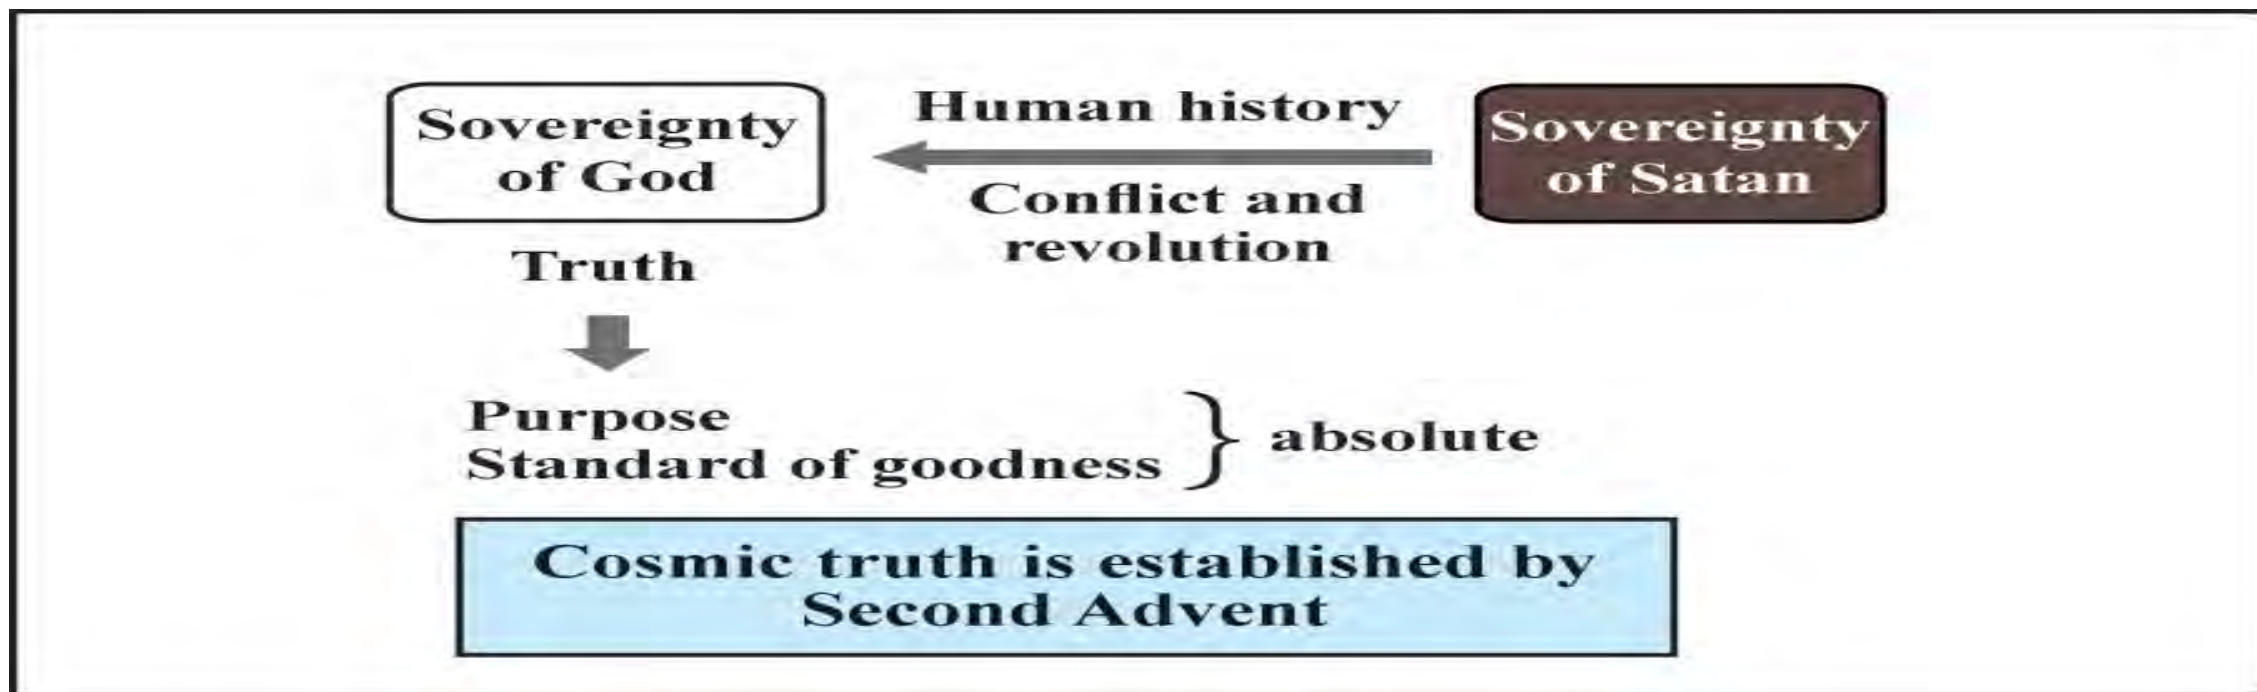 Sovereignty
of God
Human history
Conflict and
revolution
Sovereignty
of Satan
Truth
Purpose
Standard of goodness
absolute
Cosmic truth is established by
Second Advent